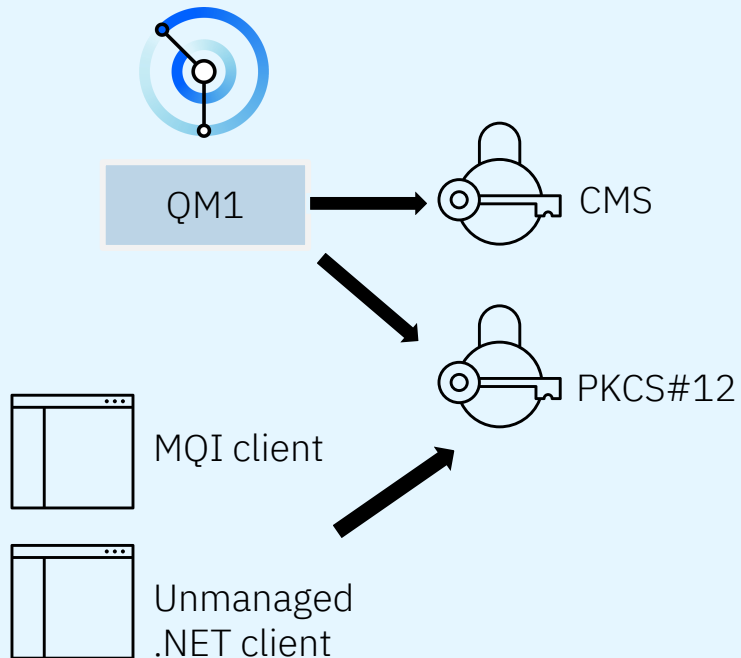 QM1
CMS
PKCS#12
MQI client
Unmanaged
.NET client